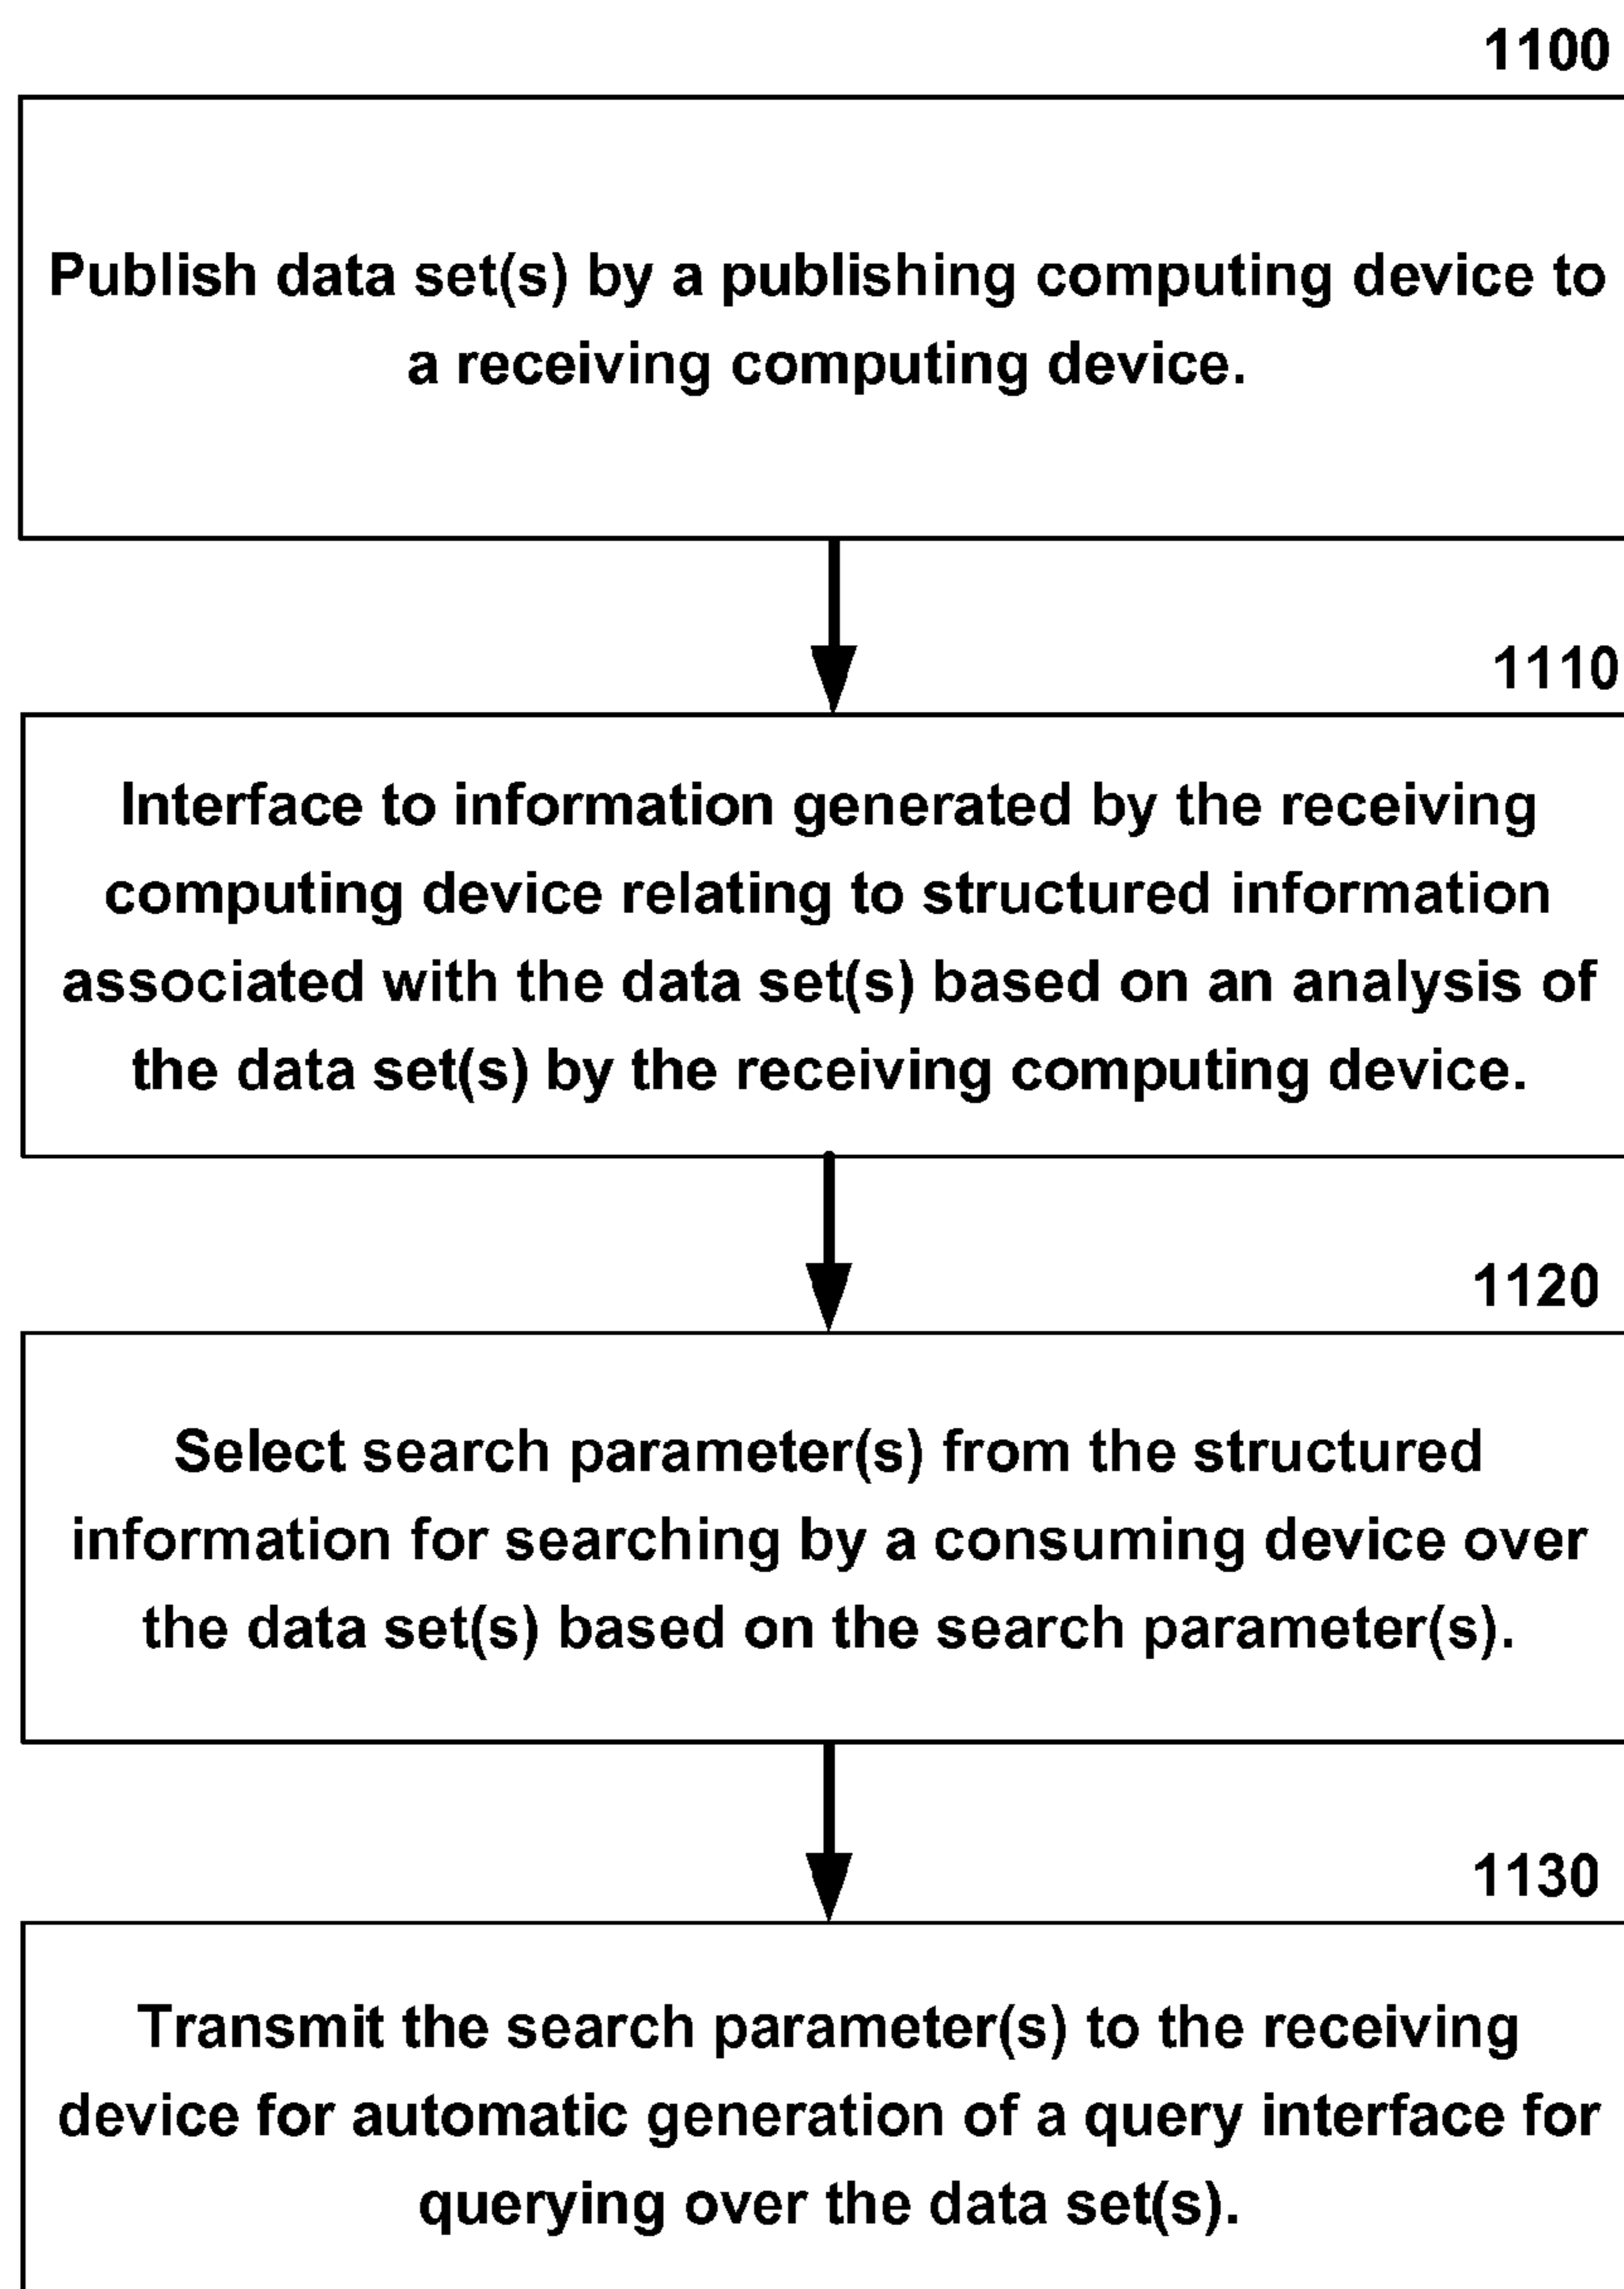 1100
Publish data set(s) by a publishing computing device to
a receiving computing device.
1110
Interface to information generated by the receiving
computing device relating to structured information
associated with the data set(s) based on an analysis of
the data set(s) by the receiving computing device.
1120
Select search parameter(s) from the structured
information for searching by a consuming device over
the data set(s) based on the search parameter(s).
1130
Transmit the search parameter(s) to the receiving
device for automatic generation of a query interface for
querying over the data set(s).